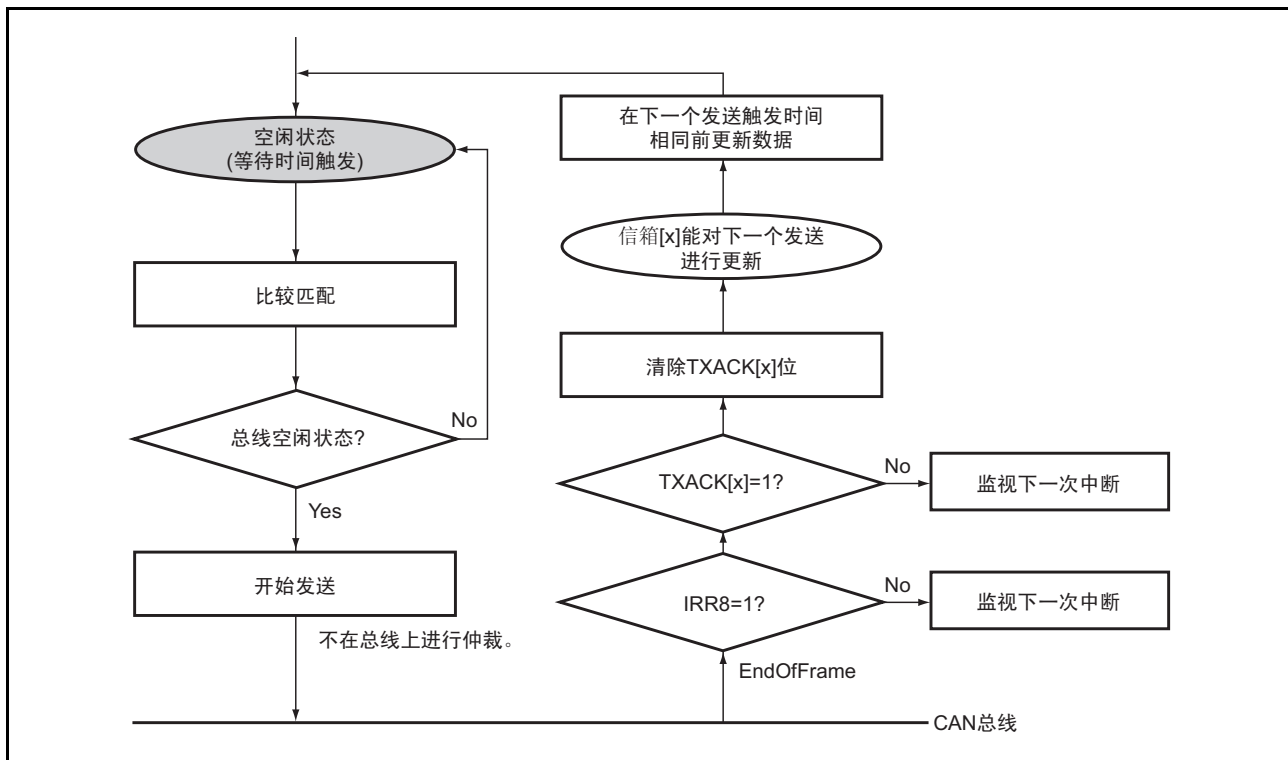 空闲状态
(等待时间触发)
比较匹配
总线空闲状态?
No
Yes
开始发送
不在总线上进行仲裁。
在下一个发送触发时间
相同前更新数据
信箱[x]能对下一个发送
进行更新
清除TXACK[x]位
TXACK[x]=1?
No
监视下一次中断
IRR8=1?
No
监视下一次中断
EndOfFrame
CAN总线